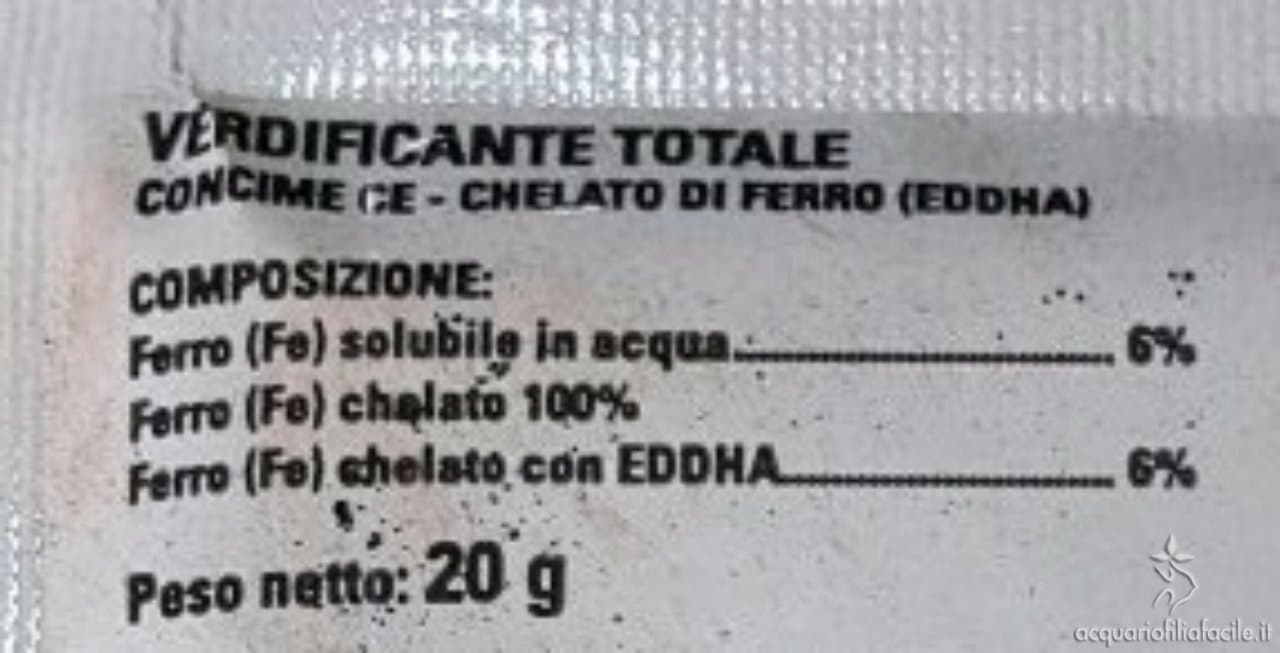 VERDIFICANTE TOTALE
CONCIME CE - CHELATO DI FERRO (EDDHA)
COMPOSIZIONE:
Ferro (Fe) solubile in acqua................................ 6%
Ferro (Fe) chelato 100%
Ferro (Fe) chelato con EDDHA................................ 6%
Peso netto: 20 g
acquariofiliafacile.it